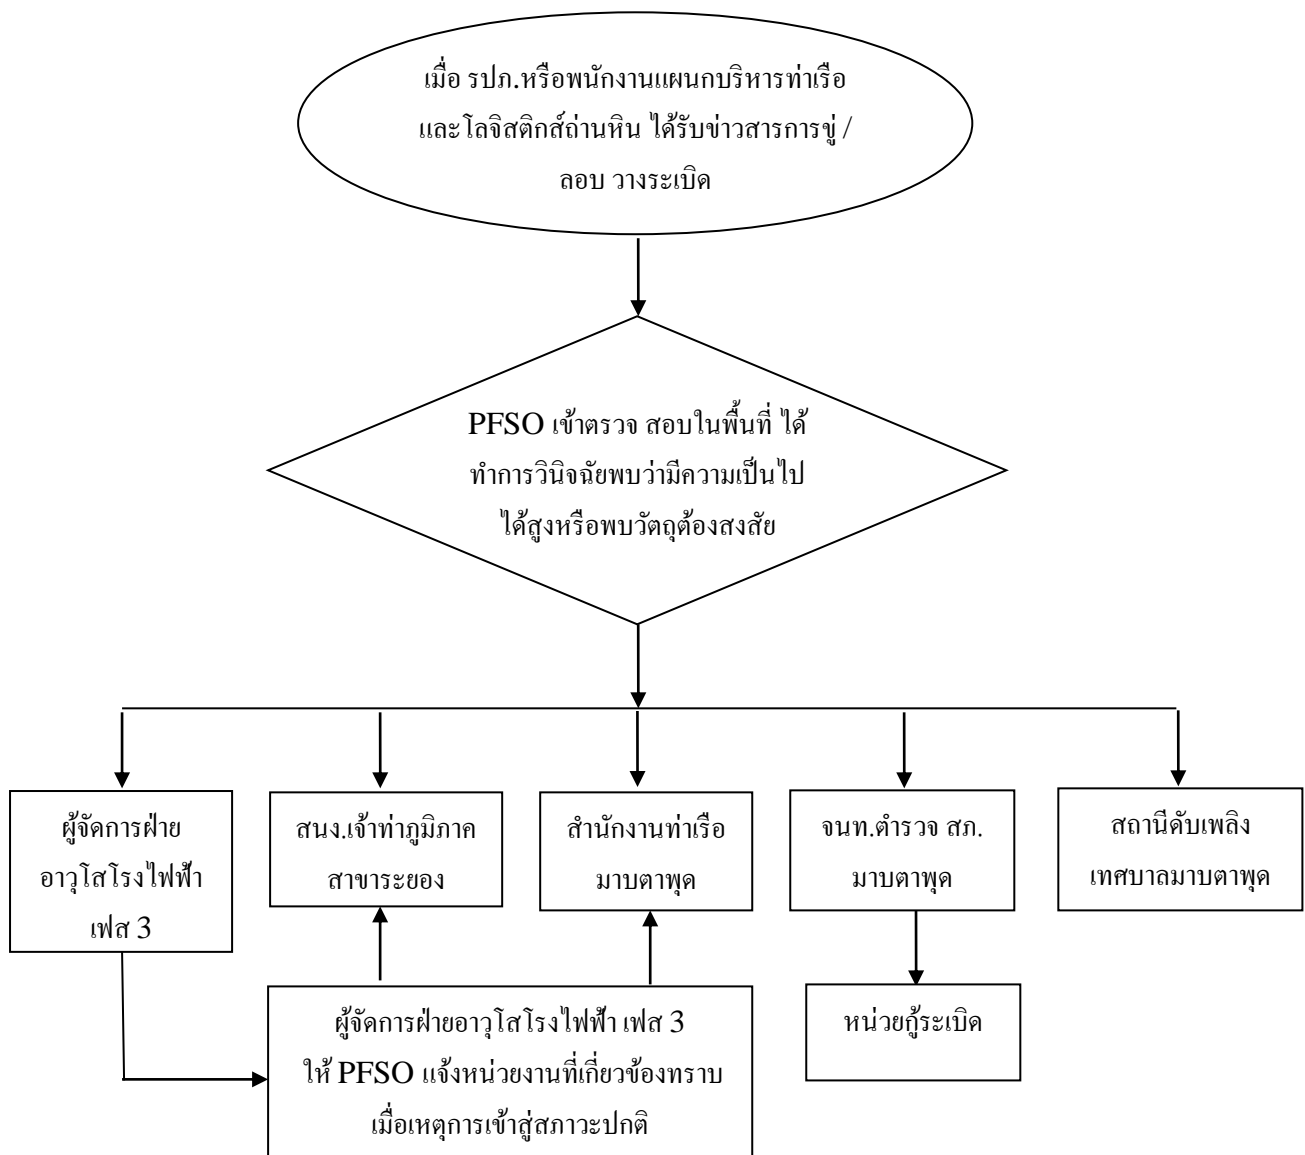 เมื่อ รปภ.หรือพนักงานแผนกบริหารท่าเรือ
และโลจิสติกส์ถ่านหิน ได้รับข่าวสารการขู่ /
ลอบ วางระเบิด
PFSO เข้าตรวจ สอบในพื้นที่ ได้
ทำการวินิจฉัยพบว่ามีความเป็นไป
ได้สูงหรือพบวัตถุต้องสงสัย
ผู้จัดการฝ่าย
อาวุโสโรงไฟฟ้า
เฟส 3
สนง.เจ้าท่าภูมิภาค
สาขาระยอง
สำนักงานท่าเรือ
มาบตาพุด
จนท.ตำรวจ สภ.
มาบตาพุด
สถานีดับเพลิง
เทศบาลมาบตาพุด
ผู้จัดการฝ่ายอาวุโสโรงไฟฟ้า เฟส 3
ให้ PFSO แจ้งหน่วยงานที่เกี่ยวข้องทราบ
เมื่อเหตุการเข้าสู่สภาวะปกติ
หน่วยกู้ระเบิด